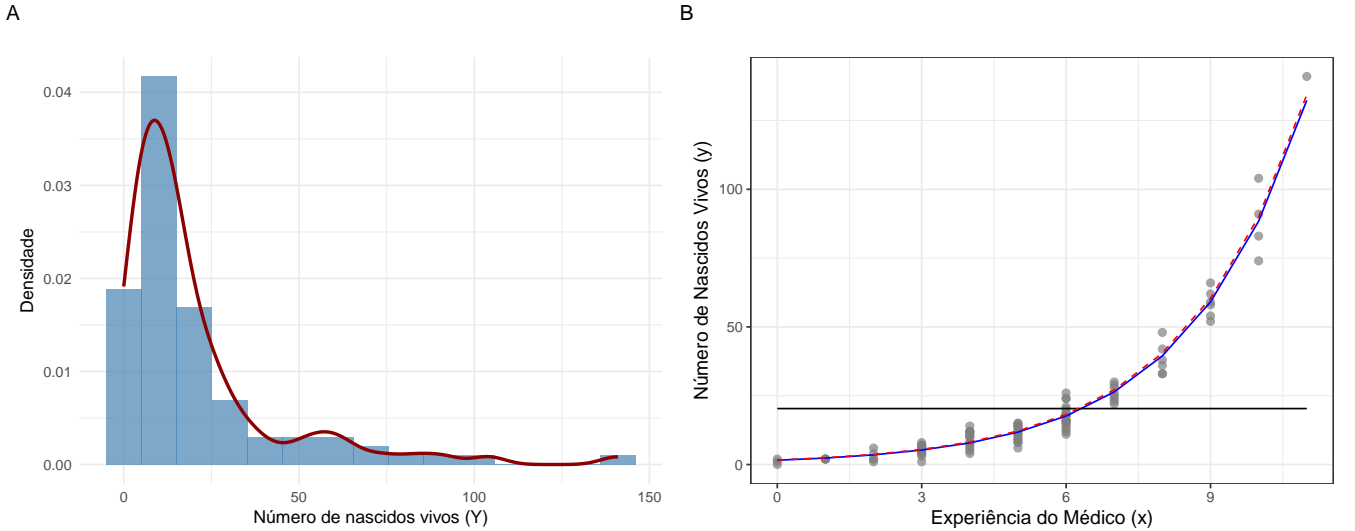 A
Densidade
0.04
0.03
0.02
0.01
0.00
0
50
100
150
Número de nascidos vivos (Y)
B
Número de Nascidos Vivos (y)
100
50
0
0
3
6
9
Experiência do Médico (x)